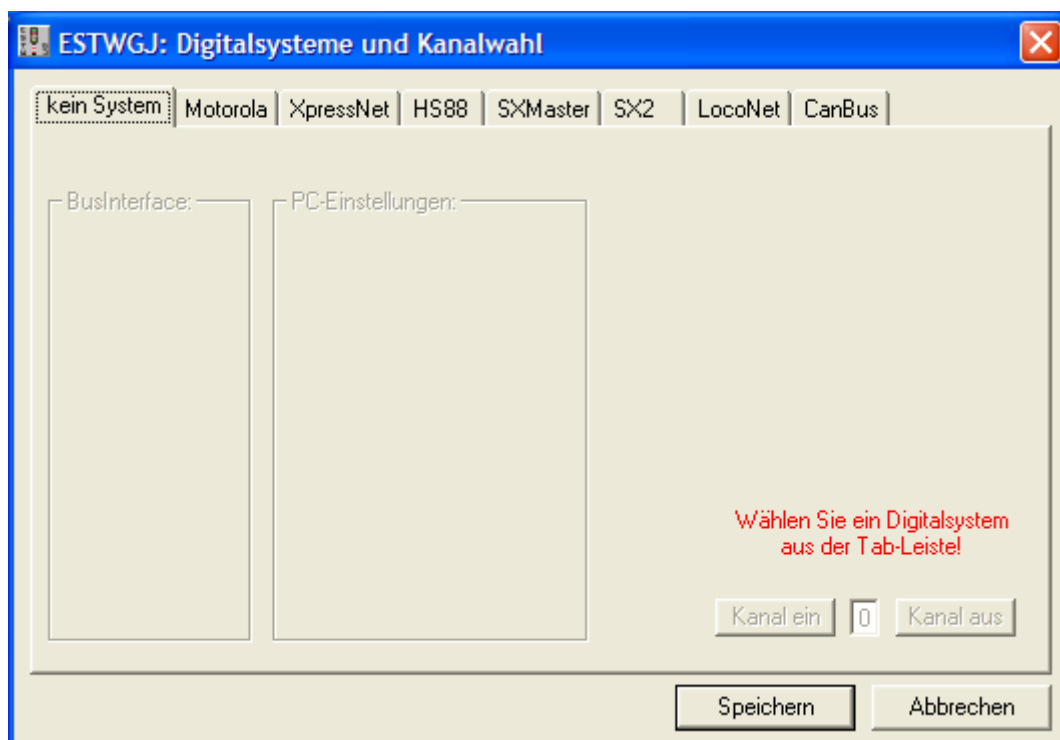 ESTWGJ: Digitalsysteme und Kanalwahl
kein System Motorola XpressNet HS88 SXMaster SX2 LocoNet CanBus
BusInterface: PC-Einstellungen:
Wählen Sie ein Digitalsystem
aus der Tab-Leiste!
Kanal ein 0 Kanal aus
Speichern Abbrechen